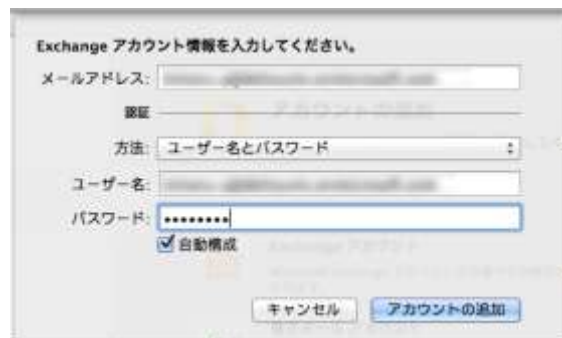 Exchange アカウント情報を入力してください。
メールアドレス:
認証
方法: ユーザー名とパスワード
ユーザー名:
パスワード: ••••••••
自動構成
キャンセル アカウントの追加